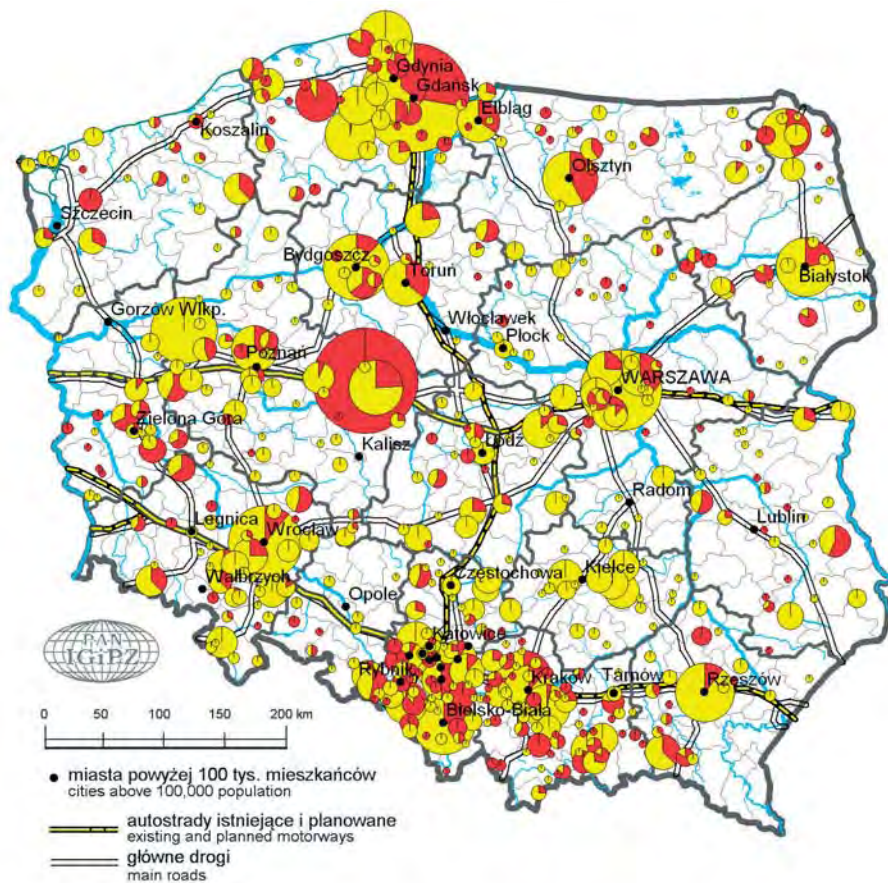 Gdynia
Gdańsk
Elbląg
Koszalin
Olsztyn
Szczecin
Bydgoszcz
Toruń
Białystok
Gorzów Wlkp.
Włocławek
Płock
Poznań
WARSZAWA
Zielona Góra
Kalisz
Łódź
Radom
Lublin
Legnica
Wrocław
Wałbrzych
Opole
Częstochowa
Kielce
PAN
IGiPZ
Katowice
Rybnik
Kraków
Tarnów
Rzeszów
Bielsko-Biała
0 50 100 150 200 km
miasta powyżej 100 tys. mieszkańców
cities above 100,000 population
autostrady istniejące i planowane
existing and planned motorways
główne drogi
main roads